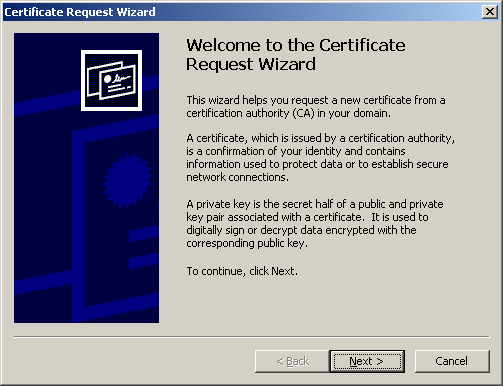 Certificate Request Wizard
Welcome to the Certificate
Request Wizard
This wizard helps you request a new certificate from a
certification authority (CA) in your domain.
A certificate, which is issued by a certification authority,
is a confirmation of your identity and contains
information used to protect data or to establish secure
network connections.
A private key is the secret half of a public and private
key pair associated with a certificate.  It is used to
digitally sign or decrypt data encrypted with the
corresponding public key.
To continue, click Next.
< Back Next > Cancel